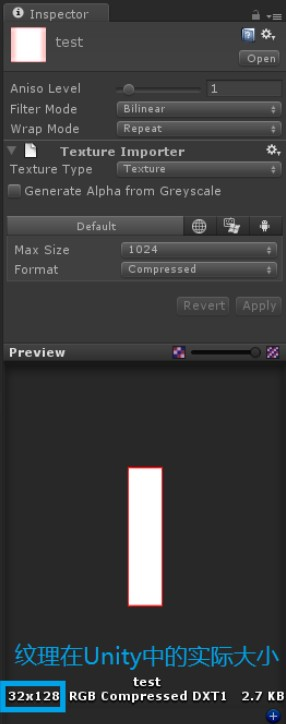 Inspector
test
Open
Aniso Level 1
Filter Mode Bilinear
Wrap Mode Repeat
Texture Importer
Texture Type Texture
Generate Alpha from Greyscale
Default
Max Size 1024
Format Compressed
Revert Apply
Preview
纹理在Unity中的实际大小
test
32x128 RGB Compressed DXT1 2.7 KB